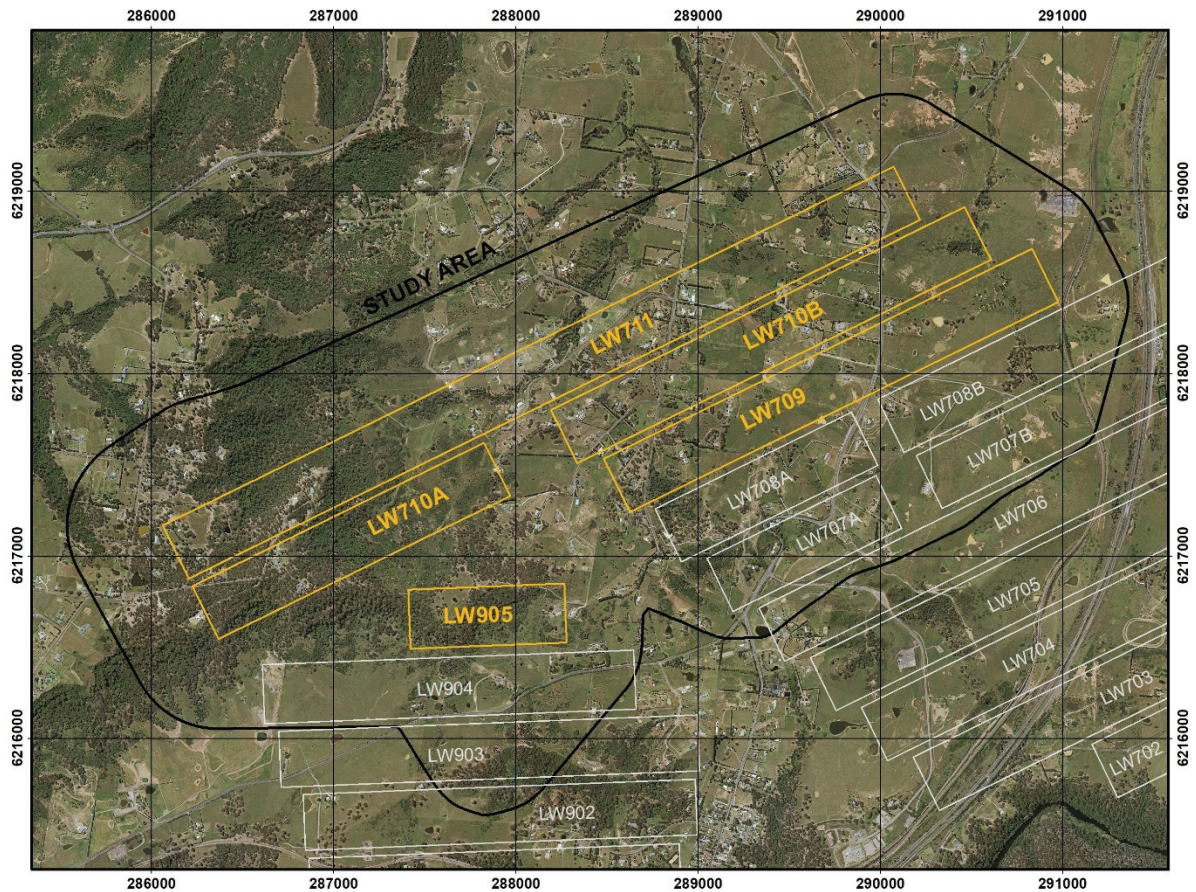 286000 287000 288000 289000 290000 291000
6219000 6219000
STUDY AREA
LW711
LW710B
6218000 6218000
LW709
LW708B
LW707B
LW710A
LW708A
LW706
LW707A
6217000 6217000
LW705
LW905
LW704
LW904
LW703
6216000 6216000
LW903
LW702
LW902
286000 287000 288000 289000 290000 291000